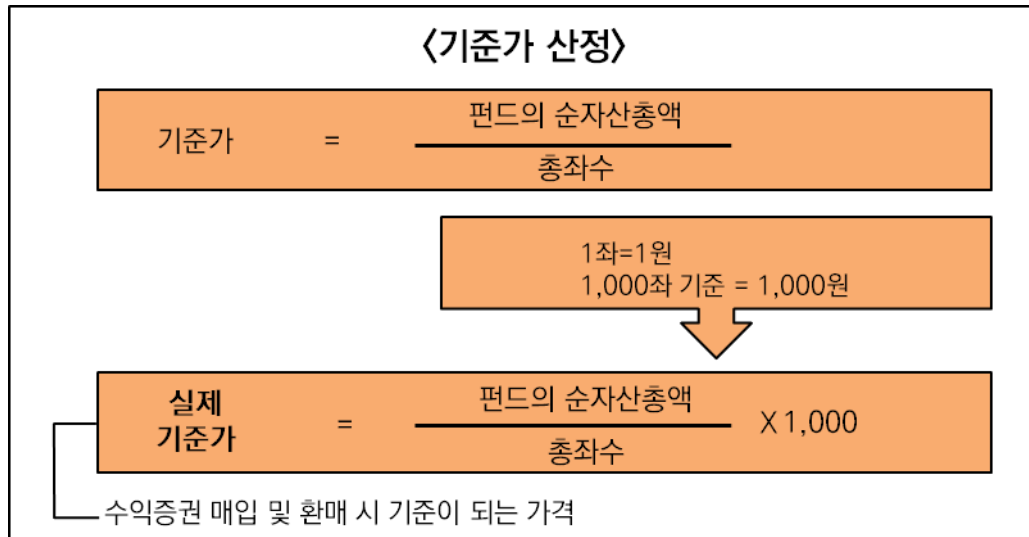 〈기준가 산정〉
기준가 = 펀드의 순자산총액
총좌수
1좌=1원
1,000좌 기준 = 1,000원
실제
기준가 = 펀드의 순자산총액 X 1,000
총좌수
수익증권 매입 및 환매 시 기준이 되는 가격